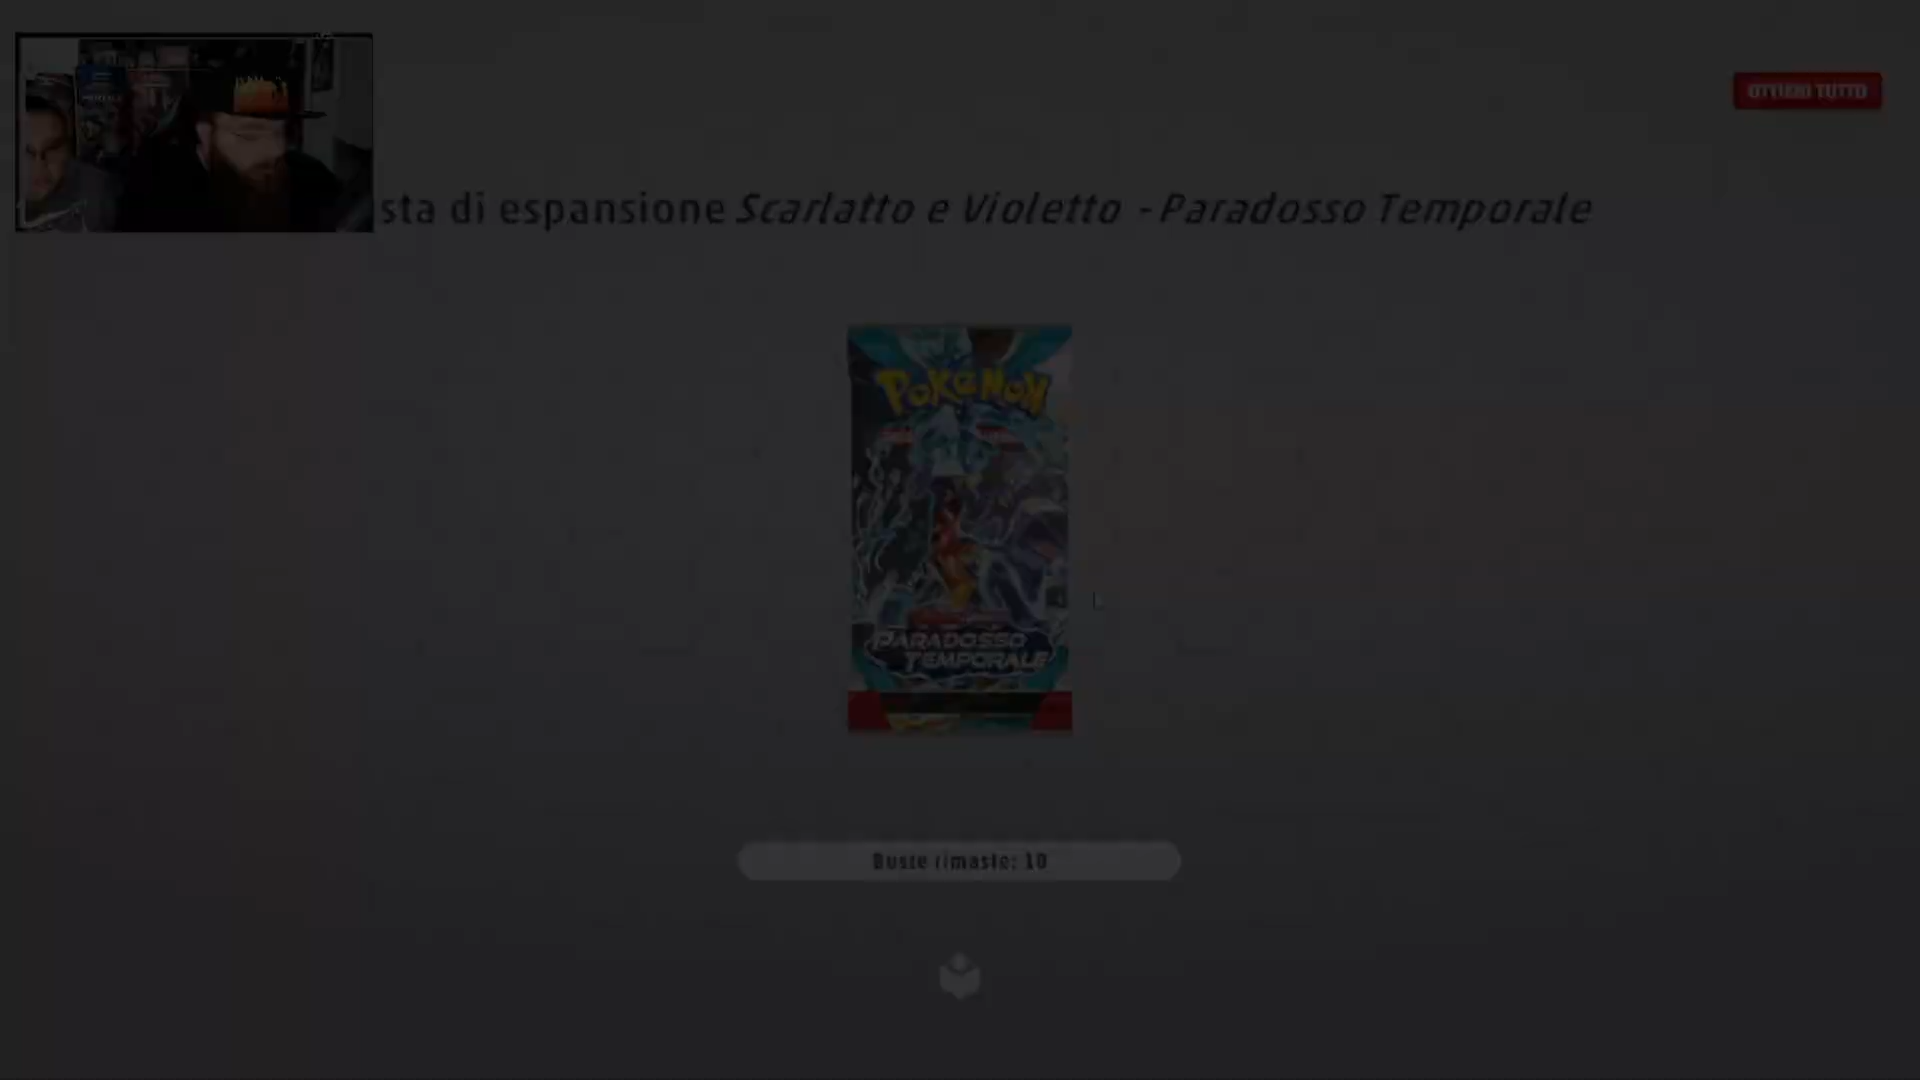 OTTIENI TUTTO
sta di espansione Scarlatto e Violetto - Paradosso Temporale
POKéMON
PARADOSSO
TEMPORALE
Buste rimaste: 10